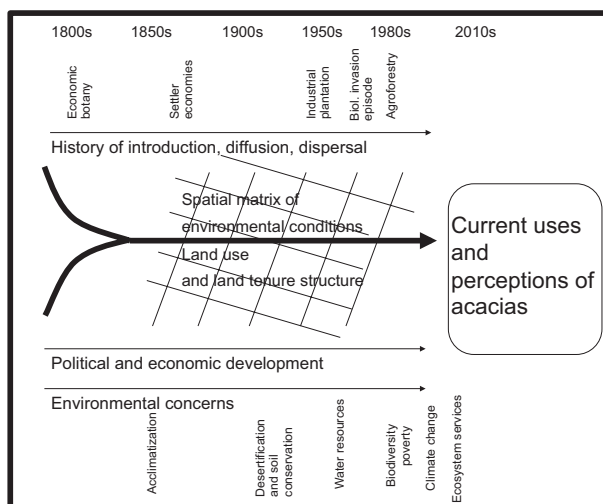 1800s 1850s 1900s 1950s 1980s 2010s
Economic
botany
Settler
economies
Industrial
plantation
Biol. invasion
episode
Agroforestry
History of introduction, diffusion, dispersal
Spatial matrix of
environmental conditions
Land use
and land tenure structure
Current uses
and
perceptions of
acacias
Political and economic development
Environmental concerns
Acclimatization
Desertification
and soil
conservation
Water resources
Biodiversity
poverty
Climate change
Ecosystem services